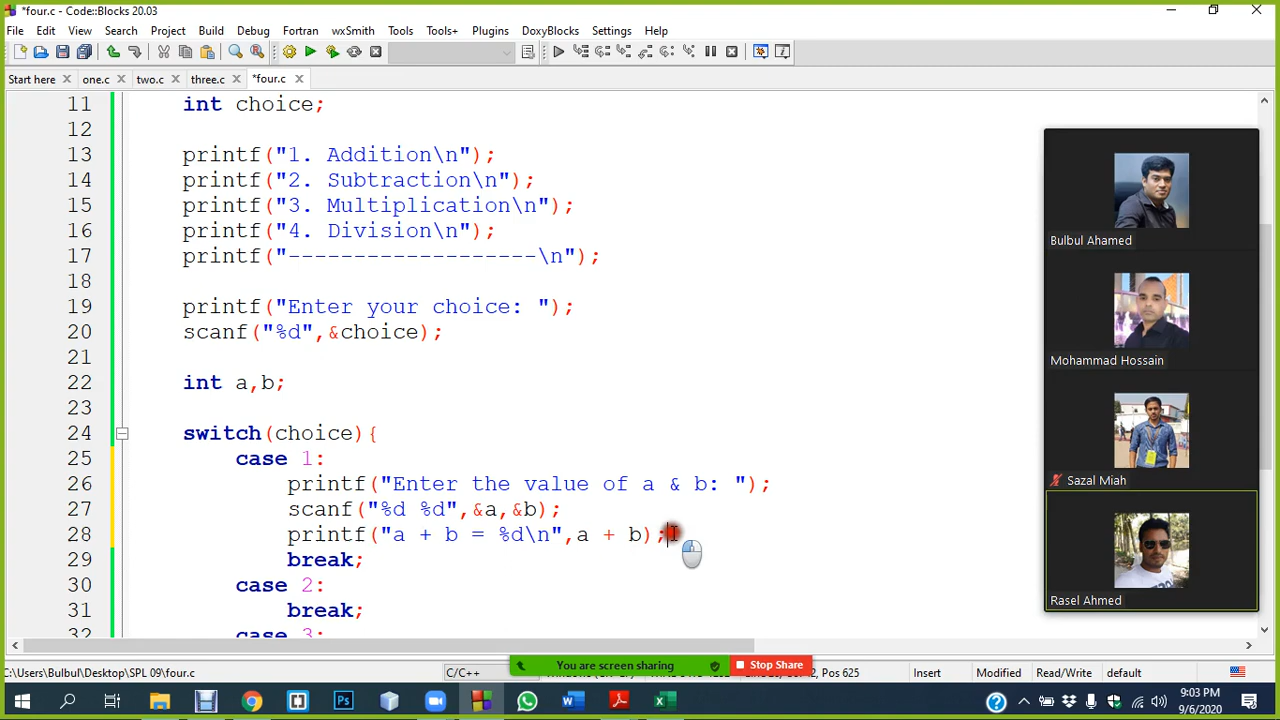 *four.c - Code::Blocks 20.03
File Edit View Search Project Build Debug Fortran wxSmith Tools Tools+ Plugins DoxyBlocks Settings Help
Start here one.c two.c three.c *four.c
11 int choice;
12
13 printf("1. Addition\n");
14 printf("2. Subtraction\n");
15 printf("3. Multiplication\n");
16 printf("4. Division\n");
17 printf("-------------------\n");
18
19 printf("Enter your choice: ");
20 scanf("%d",&choice);
21
22 int a,b;
23
24 switch(choice){
25 case 1:
26 printf("Enter the value of a & b: ");
27 scanf("%d %d",&a,&b);
28 printf("a + b = %d\n",a + b);
29 break;
30 case 2:
31 break;
32 case 3:
Bulbul Ahamed
Mohammad Hossain
Sazal Miah
Rasel Ahmed
You are screen sharing Stop Share
C:\Users\Bulbul\Desktop\SPL 09\four.c C/C++ Pos 625 Insert Modified Read/Write default
9:03 PM
9/6/2020